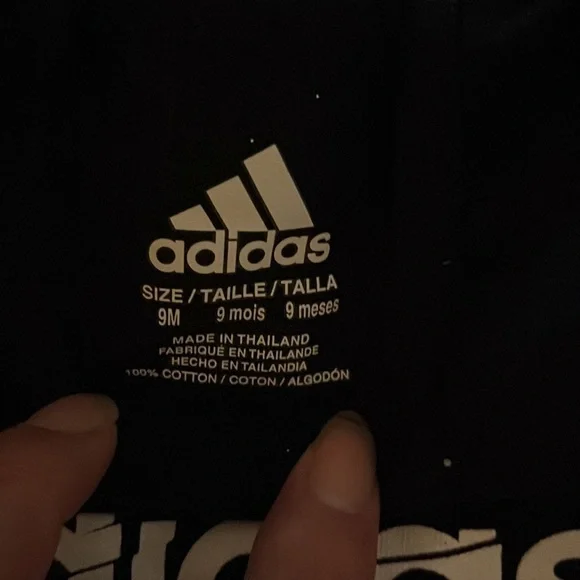 adidas
SIZE / TAILLE / TALLA
9M 9 mois 9 meses
MADE IN THAILAND
FABRIQUÉ EN THAILANDE
HECHO EN TAILANDIA
100% COTTON / COTON / ALGODÓN
adidas